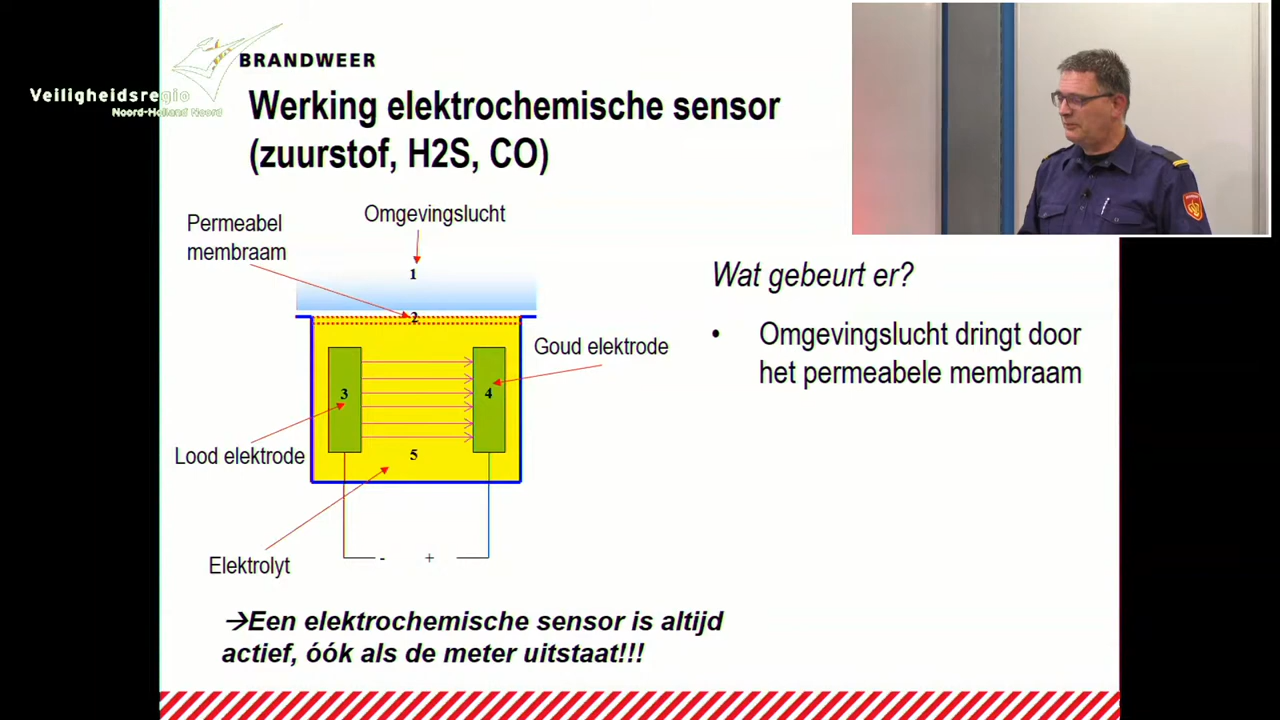 BRANDWEER
Veiligheidsregio
Noord-Holland Noord
Werking elektrochemische sensor
(zuurstof, H2S, CO)
Permeabel
membraam
Omgevingslucht
1
2
Goud elektrode
3
4
Lood elektrode
5
Elektrolyt
- +
Wat gebeurt er?
• Omgevingslucht dringt door
het permeabele membraam
→Een elektrochemische sensor is altijd
actief, óók als de meter uitstaat!!!